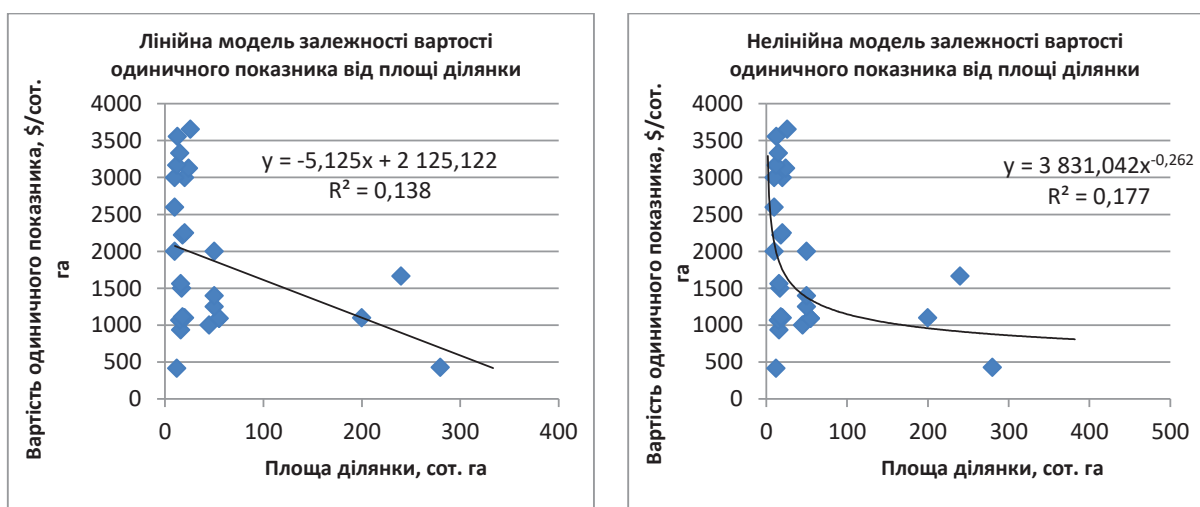 Лінійна модель залежності вартості
одиничного показника від площі ділянки
Вартість одиничного показника, $/сот.
га
4000
3500
3000
2500
2000
1500
1000
500
0
y = -5,125x + 2 125,122
R² = 0,138
0 100 200 300 400
Площа ділянки, сот. га
Нелінійна модель залежності вартості
одиничного показника від площі ділянки
Вартість одиничного показника, $/сот.
га
4000
3500
3000
2500
2000
1500
1000
500
0
y = 3 831,042x^-0,262
R² = 0,177
0 100 200 300 400 500
Площа ділянки, сот. га